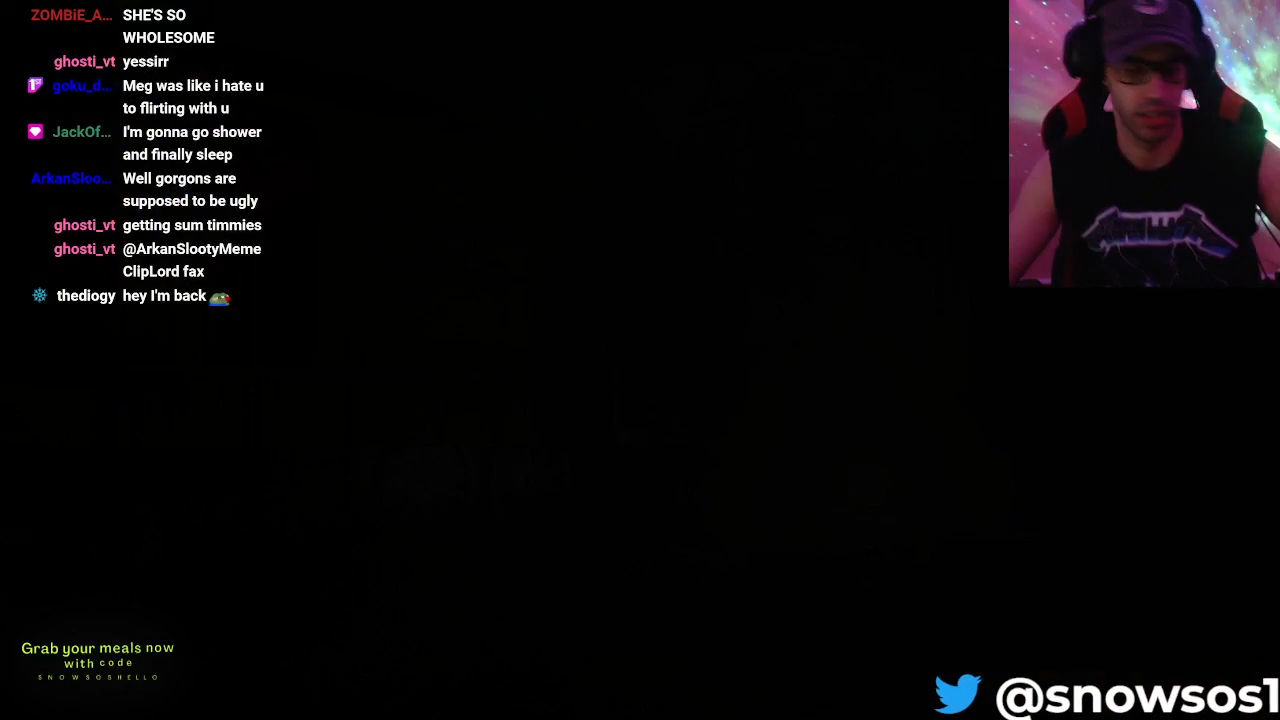 ZOMBiE_A... SHE'S SO
WHOLESOME
ghosti_vt yessirr
goku_d... Meg was like i hate u
to flirting with u
JackOf... I'm gonna go shower
and finally sleep
ArkanSloo... Well gorgons are
supposed to be ugly
ghosti_vt getting sum timmies
ghosti_vt @ArkanSlootyMeme
ClipLord fax
thediogy hey I'm back
Grab your meals now
with code
SNOWSOSHELLO
@snowsos1